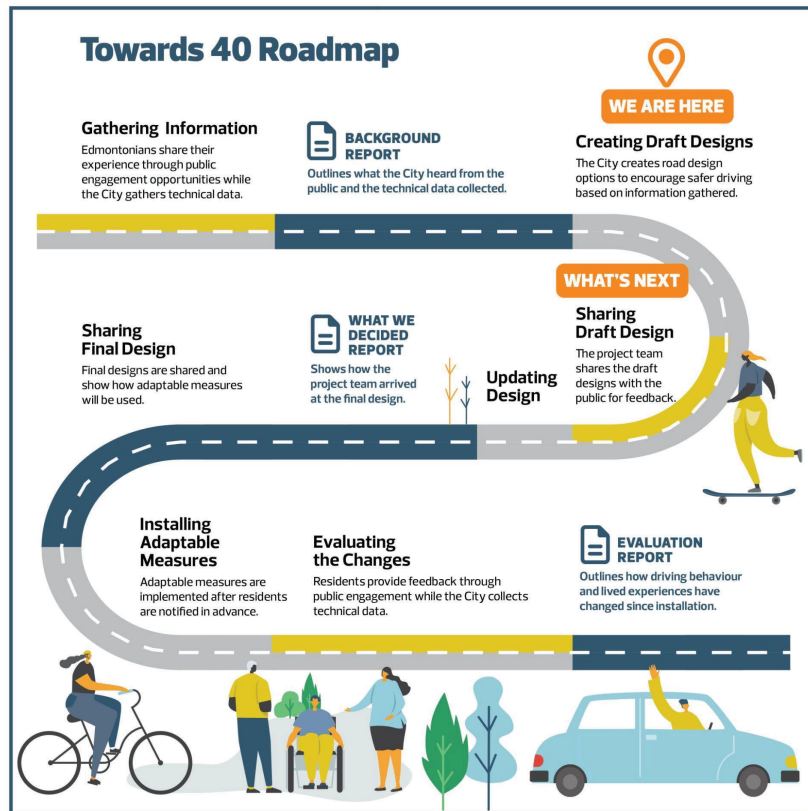 Towards 40 Roadmap
WE ARE HERE
Gathering Information
Edmontonians share their
experience through public
engagement opportunities while
the City gathers technical data.
BACKGROUND
REPORT
Outlines what the City heard from the
public and the technical data collected.
Creating Draft Designs
The City creates road design
options to encourage safer driving
based on information gathered.
WHAT'S NEXT
Sharing
Draft Design
The project team
shares the draft
designs with the
public for feedback.
Updating
Design
WHAT WE
DECIDED
REPORT
Shows how the
project team arrived
at the final design.
Sharing
Final Design
Final designs are shared and
show how adaptable measures
will be used.
Installing
Adaptable
Measures
Adaptable measures are
implemented after residents
are notified in advance.
Evaluating
the Changes
Residents provide feedback through
public engagement while the City collects
technical data.
EVALUATION
REPORT
Outlines how driving behaviour
and lived experiences have
changed since installation.